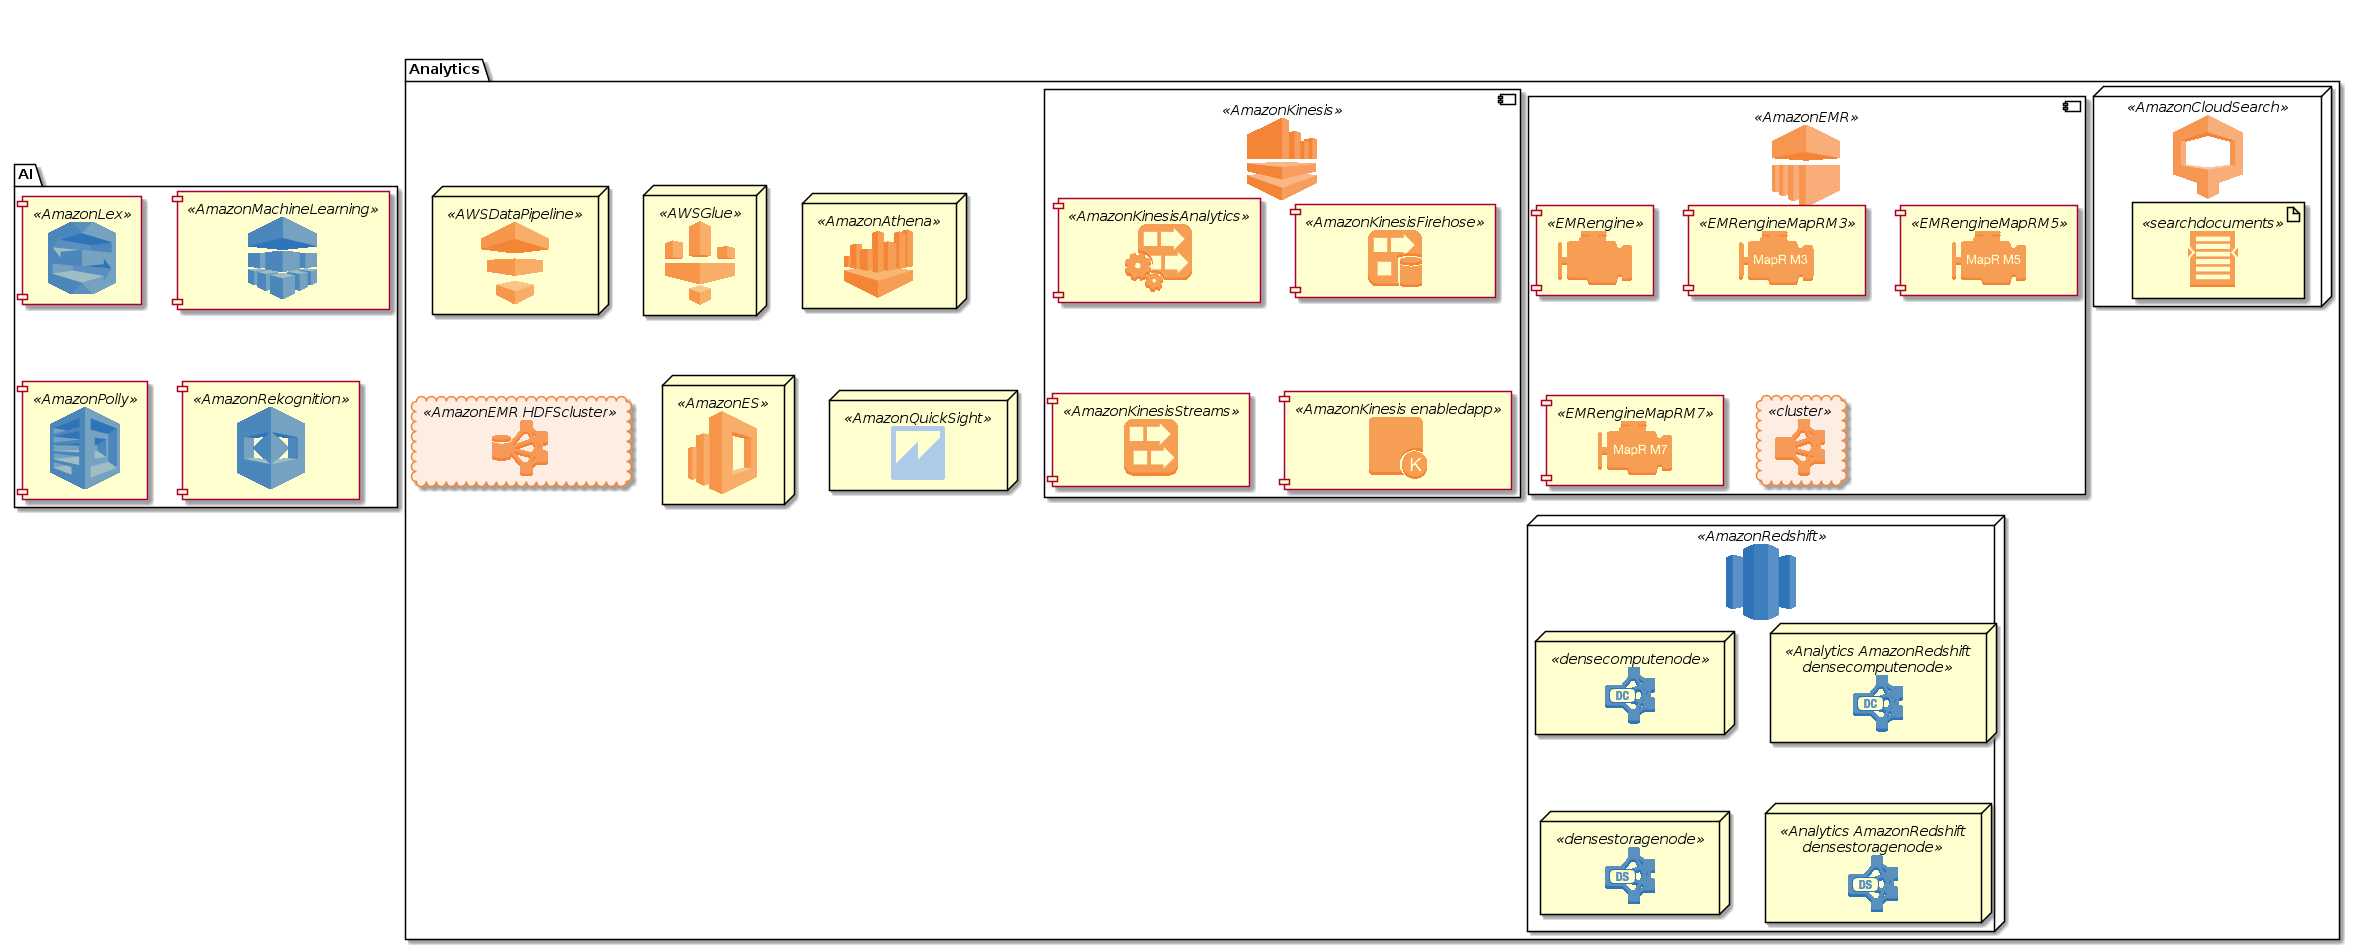 AI
«AmazonLex»
«AmazonMachineLearning»
«AmazonPolly»
«AmazonRekognition»
Analytics
«AWSDataPipeline»
«AWSGlue»
«AmazonAthena»
«AmazonEMR HDFScluster»
«AmazonES»
«AmazonQuickSight»
«AmazonKinesis»
«AmazonKinesisAnalytics»
«AmazonKinesisFirehose»
«AmazonKinesisStreams»
«AmazonKinesis enabledapp»
K
«AmazonEMR»
«EMRengine»
«EMRengineMapRM3»
MapR M3
«EMRengineMapRM5»
MapR M5
«EMRengineMapRM7»
MapR M7
«cluster»
«AmazonCloudSearch»
«searchdocuments»
«AmazonRedshift»
«densecomputenode»
DC
«Analytics AmazonRedshift
densecomputenode»
DC
«densestoragenode»
DS
«Analytics AmazonRedshift
densestoragenode»
DS